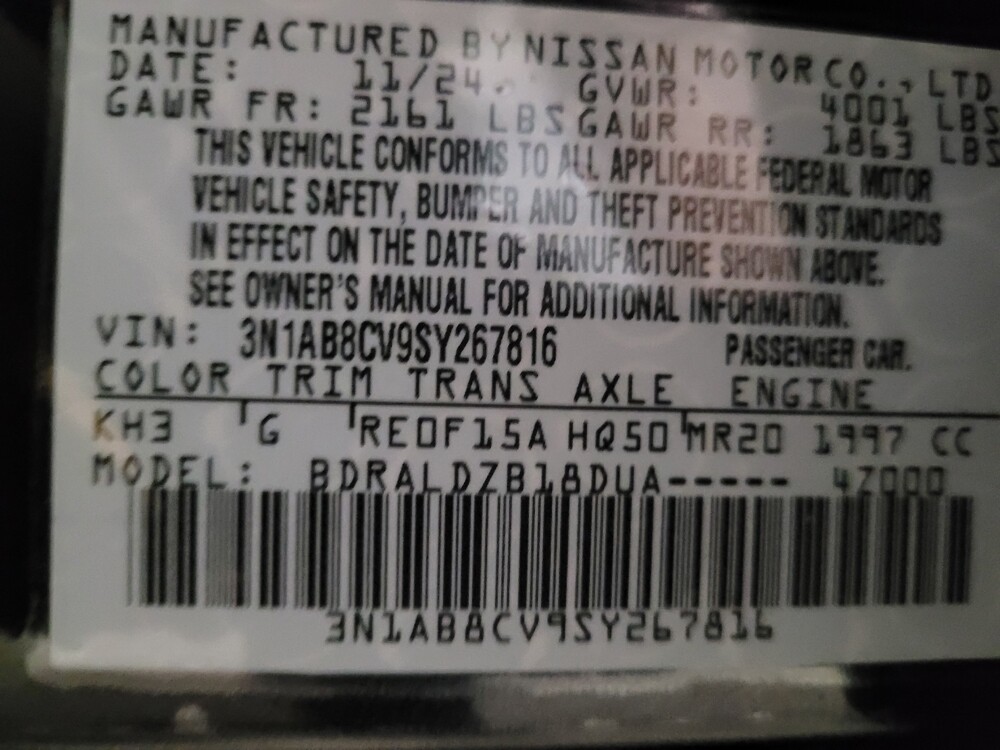 MANUFACTURED BY NISSAN MOTOR CO., LTD
DATE: 11/24 GVWR: 4001 LBS
GAWR FR: 2161 LBS GAWR RR: 1863 LBS
THIS VEHICLE CONFORMS TO ALL APPLICABLE FEDERAL MOTOR
VEHICLE SAFETY, BUMPER AND THEFT PREVENTION STANDARDS
IN EFFECT ON THE DATE OF MANUFACTURE SHOWN ABOVE.
SEE OWNER'S MANUAL FOR ADDITIONAL INFORMATION.
VIN: 3N1AB8CV9SY267816 PASSENGER CAR.
COLOR TRIM TRANS AXLE ENGINE
KH3 G RE0F15A HQ50 MR20 1997 CC
MODEL: BDRALDZB18DUA-----
3N1AB8CV9SY267816